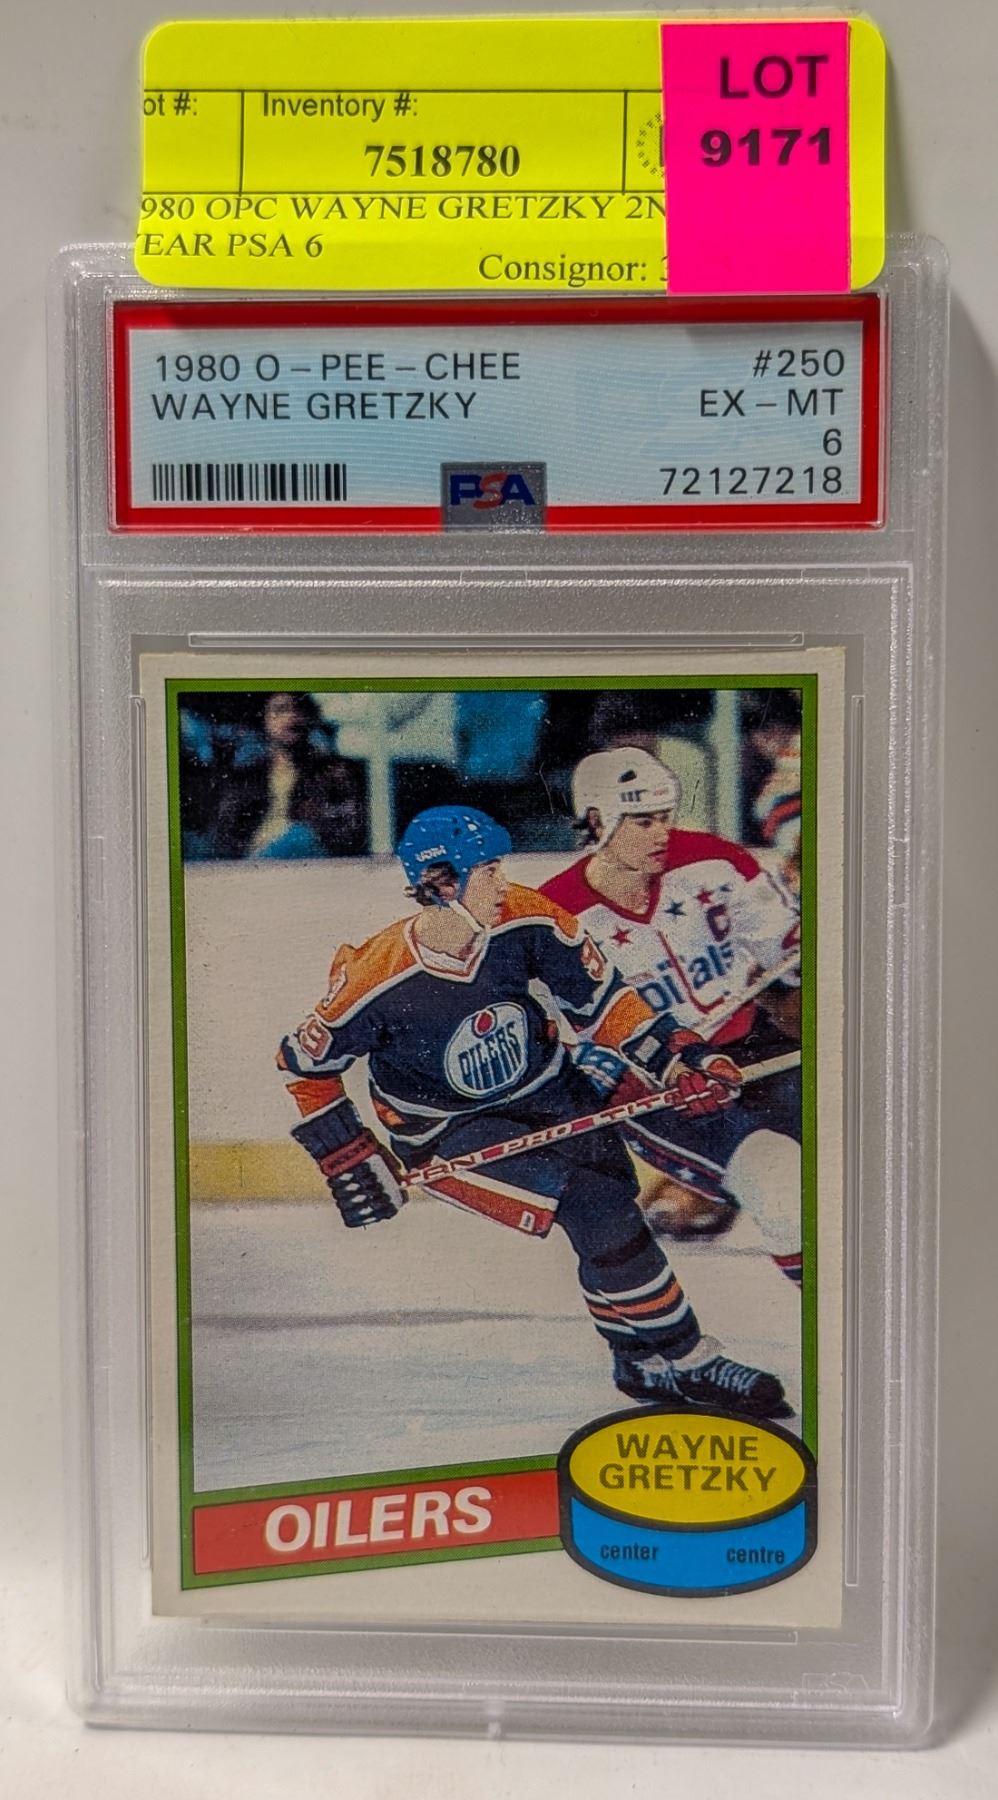 ot #:
Inventory #:
7518780
LOT
9171
980 OPC WAYNE GRETZKY 2N
EAR PSA 6
Consignor: 3
1980 O-PEE-CHEE
#250
WAYNE GRETZKY
EX-MT
6
72127218
PSA
OILERS
WAYNE
GRETZKY
center centre